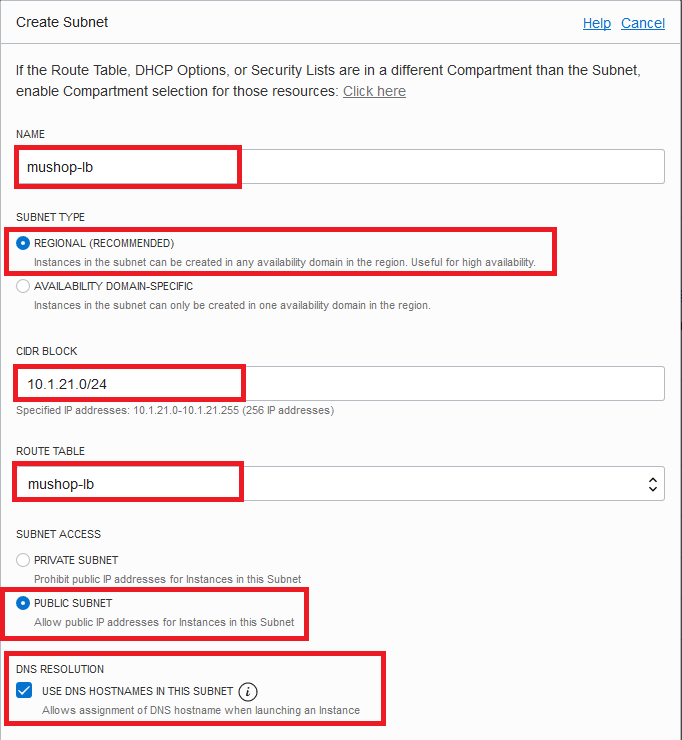 Create Subnet
Help Cancel
If the Route Table, DHCP Options, or Security Lists are in a different Compartment than the Subnet,
enable Compartment selection for those resources: Click here
NAME
mushop-lb
SUBNET TYPE
REGIONAL (RECOMMENDED)
Instances in the subnet can be created in any availability domain in the region. Useful for high availability.
AVAILABILITY DOMAIN-SPECIFIC
Instances in the subnet can only be created in one availability domain in the region.
CIDR BLOCK
10.1.21.0/24
Specified IP addresses: 10.1.21.0-10.1.21.255 (256 IP addresses)
ROUTE TABLE
mushop-lb
SUBNET ACCESS
PRIVATE SUBNET
Prohibit public IP addresses for Instances in this Subnet
PUBLIC SUBNET
Allow public IP addresses for Instances in this Subnet
DNS RESOLUTION
USE DNS HOSTNAMES IN THIS SUBNET i
Allows assignment of DNS hostname when launching an Instance